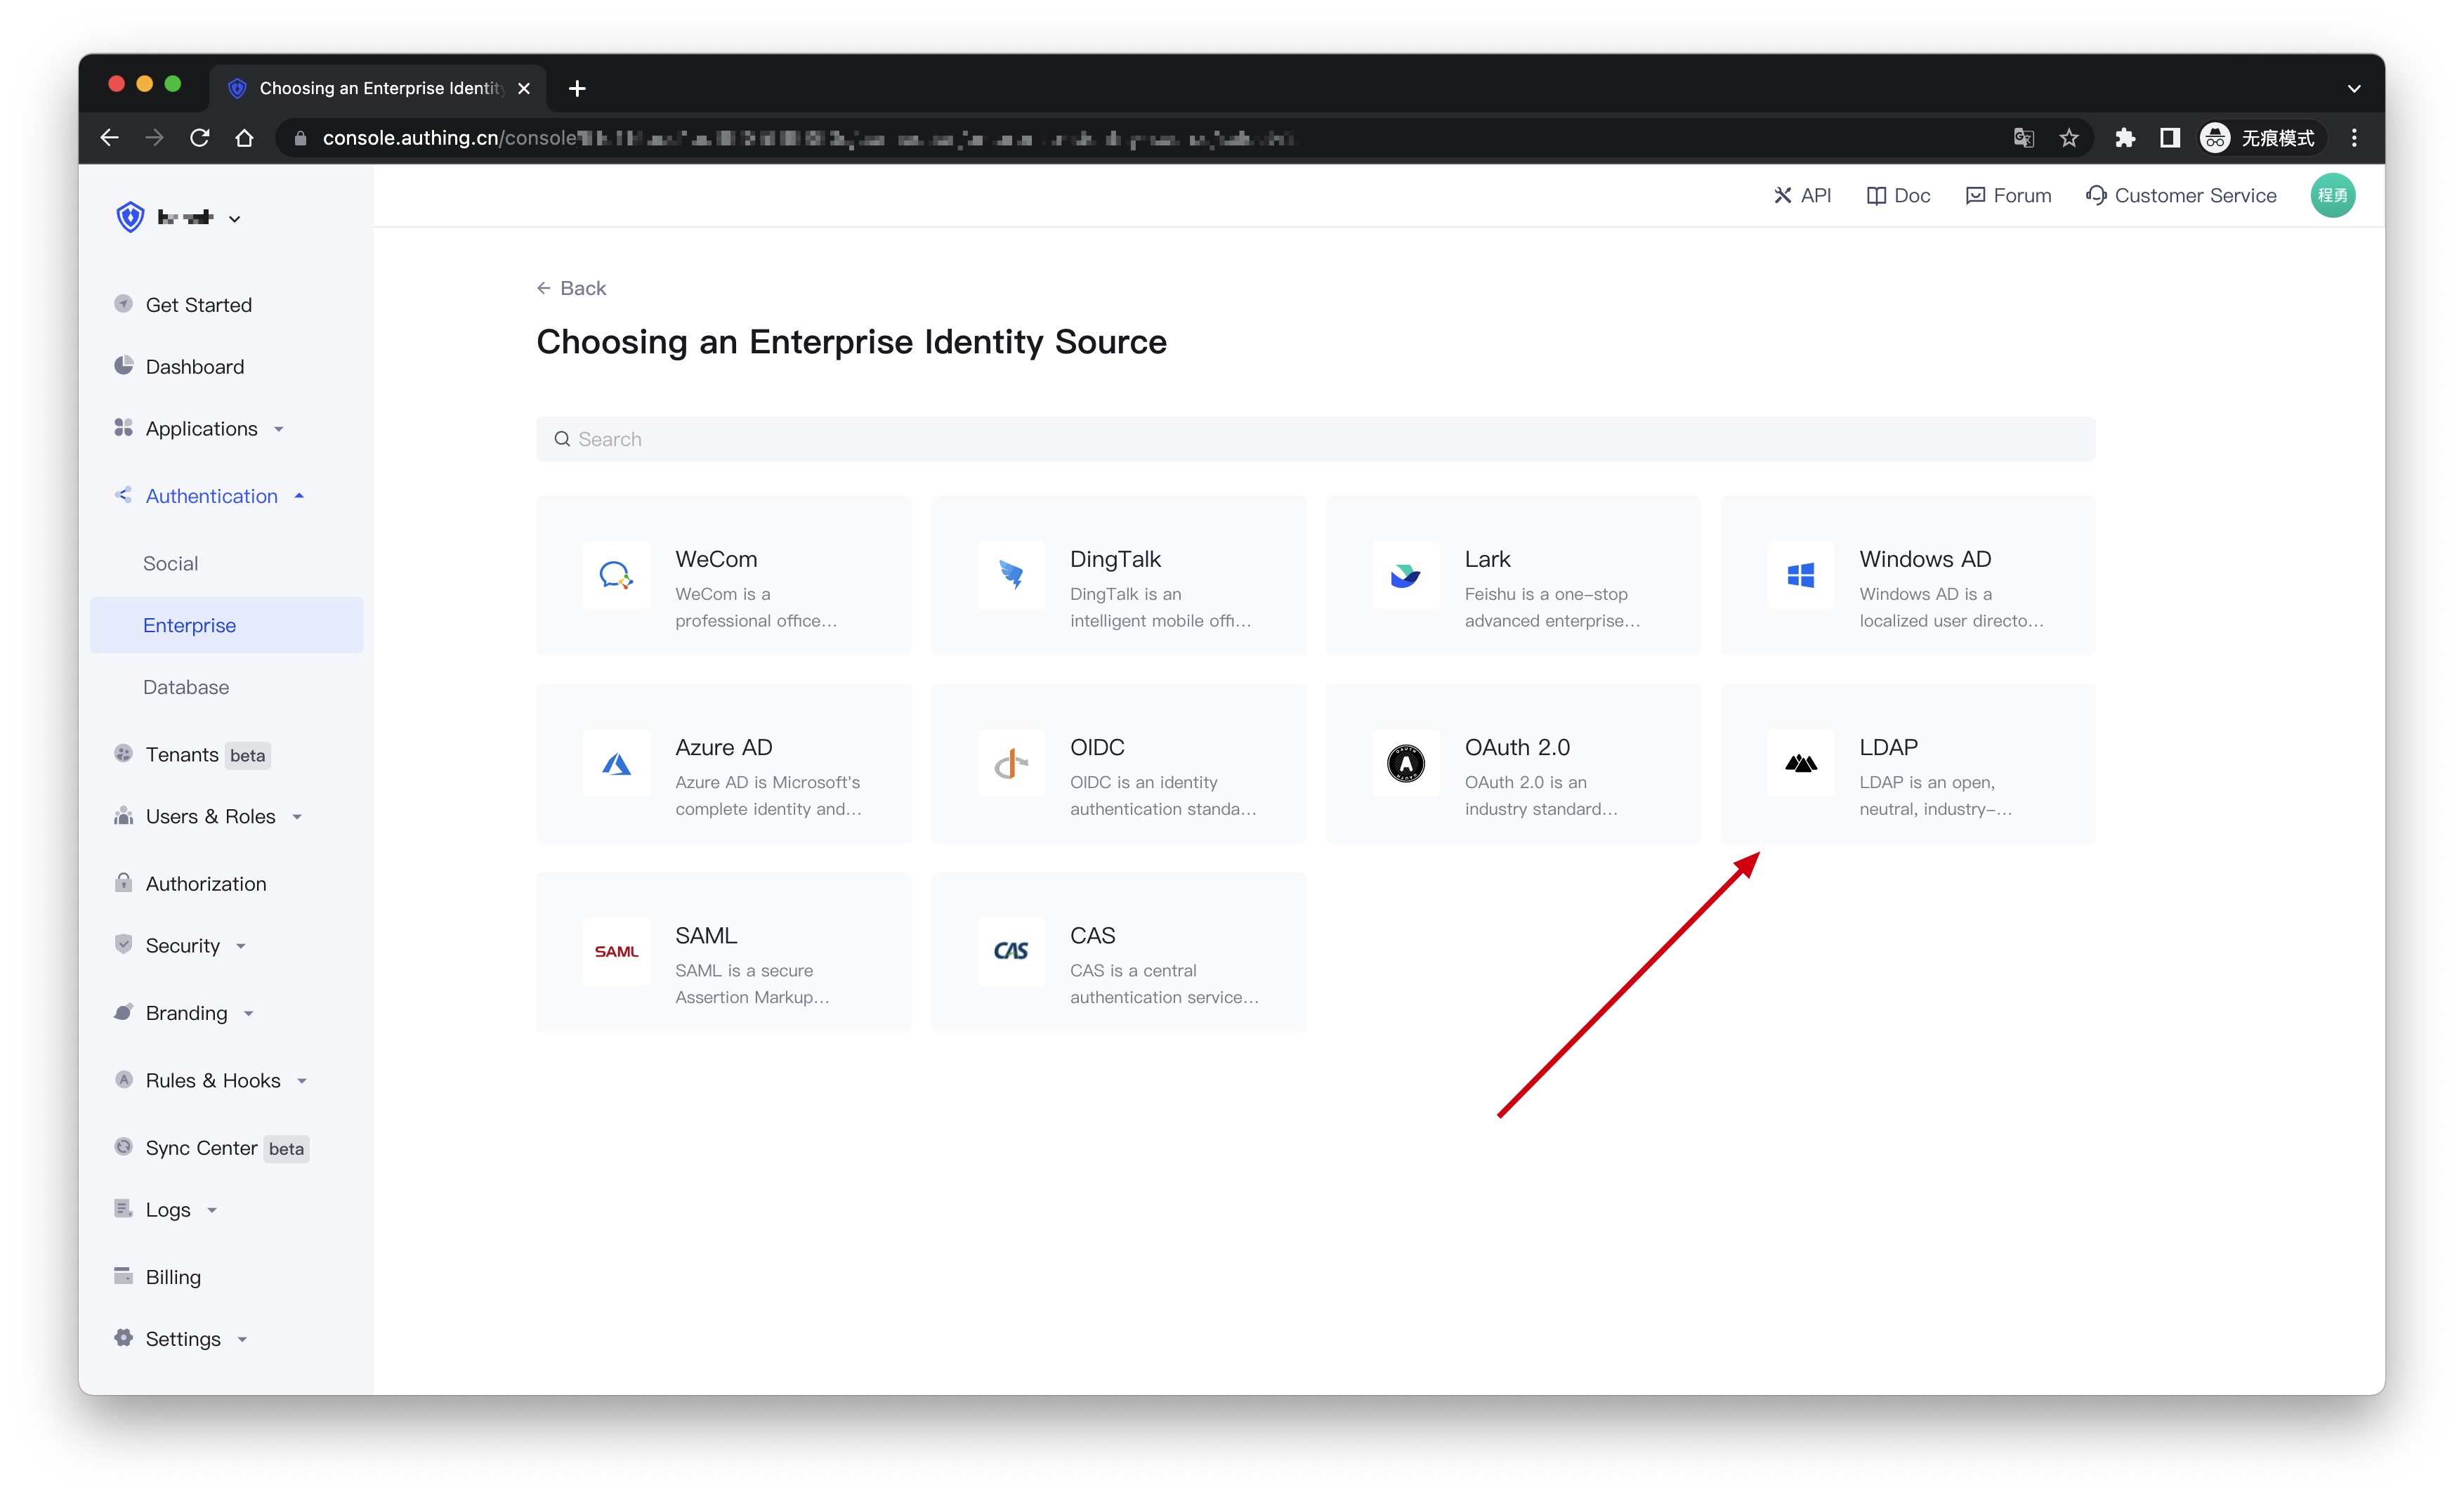 Choosing an Enterprise Identity
console.authing.cn/console
无痕模式
API
Doc
Forum
Customer Service
程勇
Get Started
Dashboard
Applications
Authentication
Social
Enterprise
Database
Tenants beta
Users & Roles
Authorization
Security
Branding
Rules & Hooks
Sync Center beta
Logs
Billing
Settings
Back
Choosing an Enterprise Identity Source
Search
WeCom
WeCom is a
professional office...
DingTalk
DingTalk is an
intelligent mobile offi...
Lark
Feishu is a one-stop
advanced enterprise...
Windows AD
Windows AD is a
localized user directo...
Azure AD
Azure AD is Microsoft's
complete identity and...
OIDC
OIDC is an identity
authentication standa...
OAuth 2.0
OAuth 2.0 is an
industry standard...
LDAP
LDAP is an open,
neutral, industry-...
SAML
SAML
SAML is a secure
Assertion Markup...
CAS
CAS
CAS is a central
authentication service...